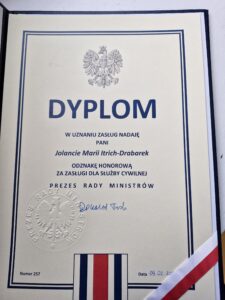 DYPLOM
W UZNANIU ZASŁUG NADAJĘ
PANI
Jolancie Marii Itrich-Drabarek
ODZNAKĘ HONOROWĄ
ZA ZASŁUGI DLA SŁUŻBY CYWILNEJ
PREZES RADY MINISTRÓW
Numer 257
Data